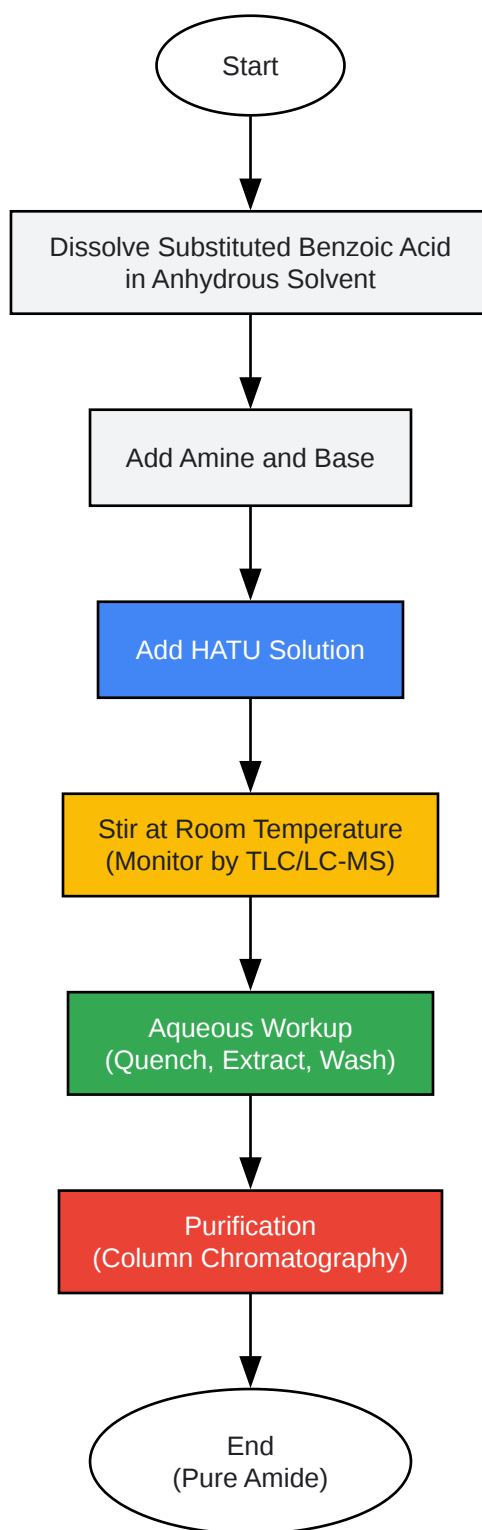 Start
Dissolve Substituted Benzoic Acid
in Anhydrous Solvent
Add Amine and Base
Add HATU Solution
Stir at Room Temperature
(Monitor by TLC/LC-MS)
Aqueous Workup
(Quench, Extract, Wash)
Purification
(Column Chromatography)
End
(Pure Amide)